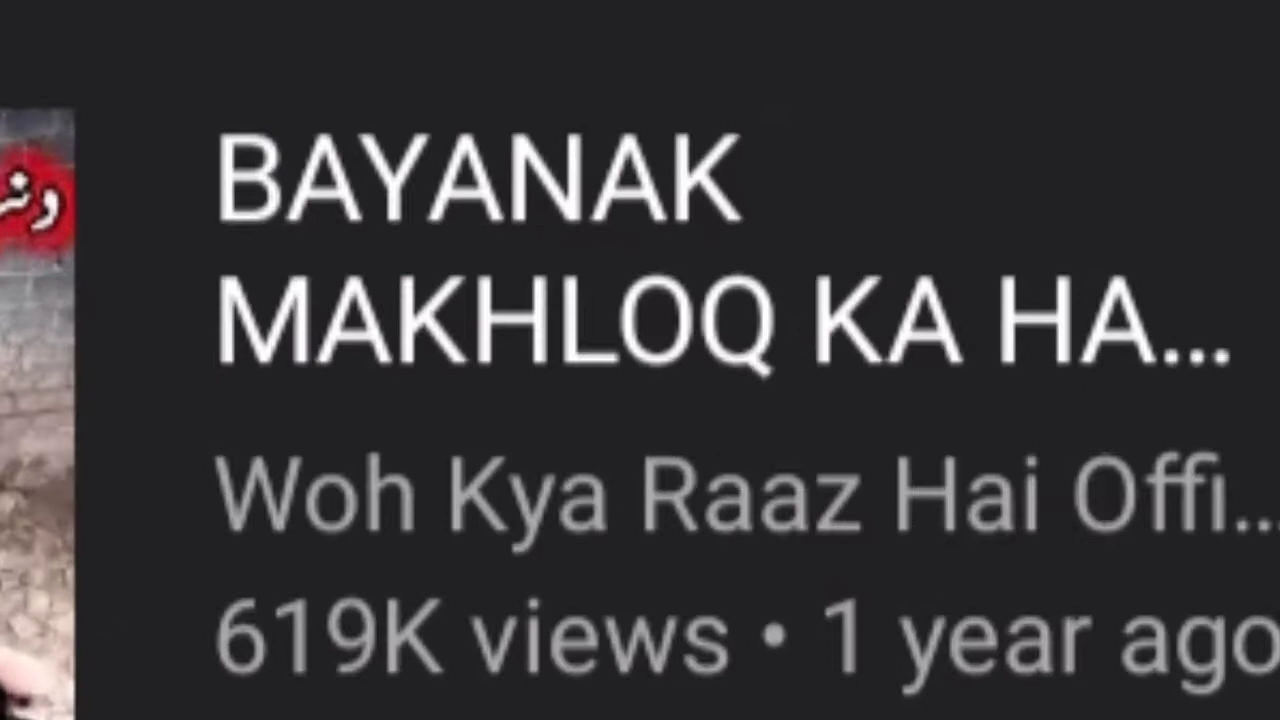 BAYANAK
MAKHLOQ KA HA...
Woh Kya Raaz Hai Offi...
619K views • 1 year ago